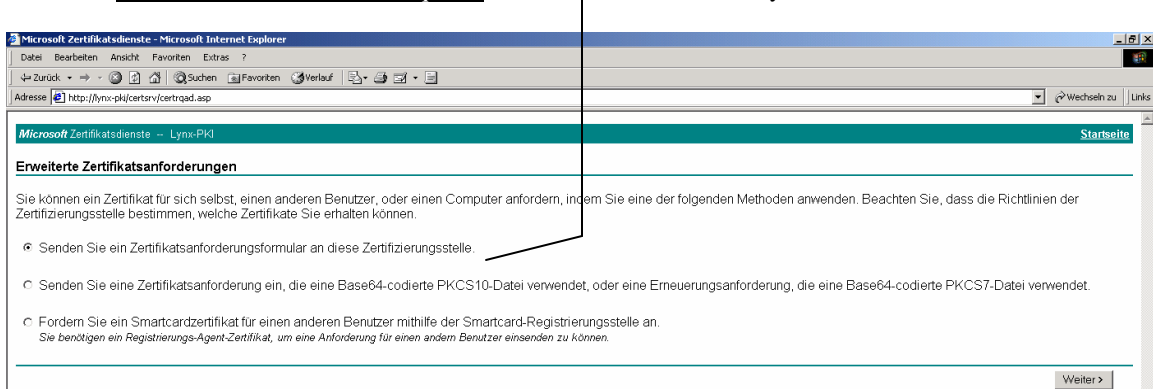 Microsoft Zertifikatsdienste - Microsoft Internet Explorer
Datei Bearbeiten Ansicht Favoriten Extras ?
Zurück Suchen Favoriten Verlauf
Adresse http://lynx-pki/certsrv/certrqad.asp Wechseln zu Links
Microsoft Zertifikatsdienste -- Lynx-PKI Startseite
Erweiterte Zertifikatsanforderungen
Sie können ein Zertifikat für sich selbst, einen anderen Benutzer, oder einen Computer anfordern, indem Sie eine der folgenden Methoden anwenden. Beachten Sie, dass die Richtlinien der
Zertifizierungsstelle bestimmen, welche Zertifikate Sie erhalten können.
Senden Sie ein Zertifikatsanforderungsformular an diese Zertifizierungsstelle.
Senden Sie eine Zertifikatsanforderung ein, die eine Base64-codierte PKCS10-Datei verwendet, oder eine Erneuerungsanforderung, die eine Base64-codierte PKCS7-Datei verwendet.
Fordern Sie ein Smartcardzertifikat für einen anderen Benutzer mithilfe der Smartcard-Registrierungsstelle an.
Sie benötigen ein Registrierungs-Agent-Zertifikat, um eine Anforderung für einen andern Benutzer einsenden zu können.
Weiter >